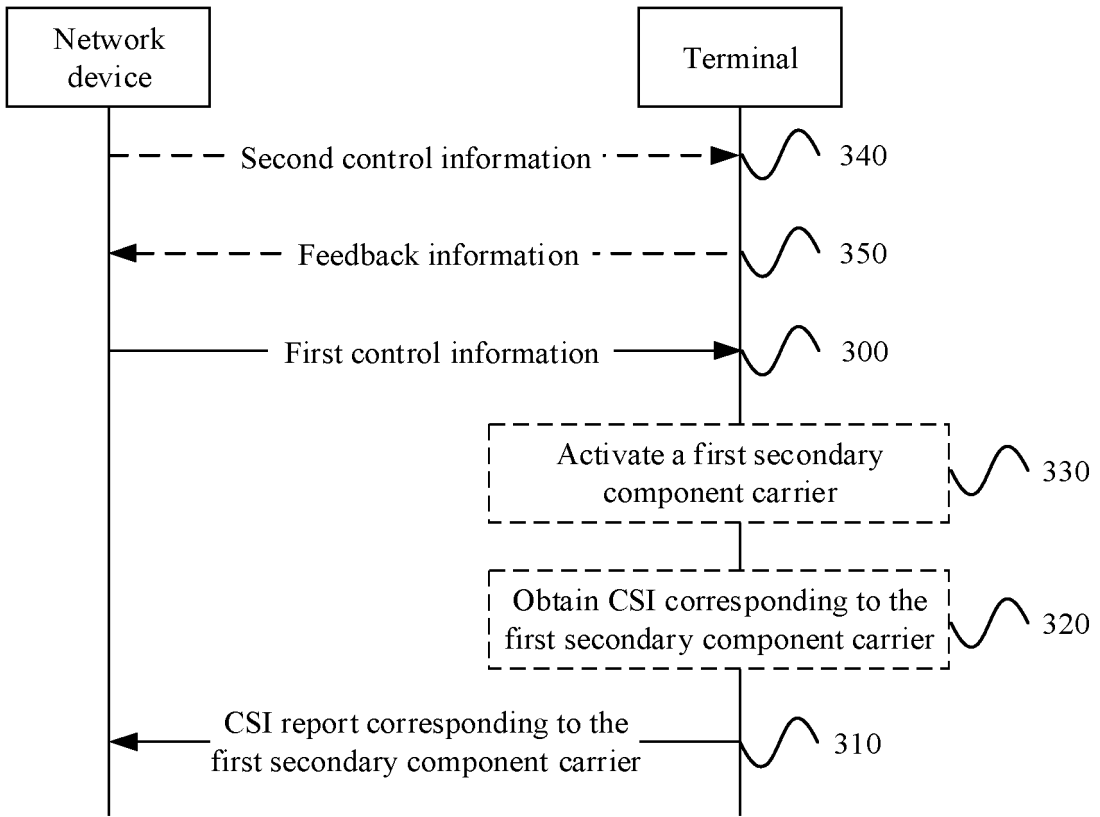 Network
device
Terminal
Second control information
340
Feedback information
350
First control information
300
Activate a first secondary
component carrier
330
Obtain CSI corresponding to the
first secondary component carrier
320
CSI report corresponding to the
first secondary component carrier
310